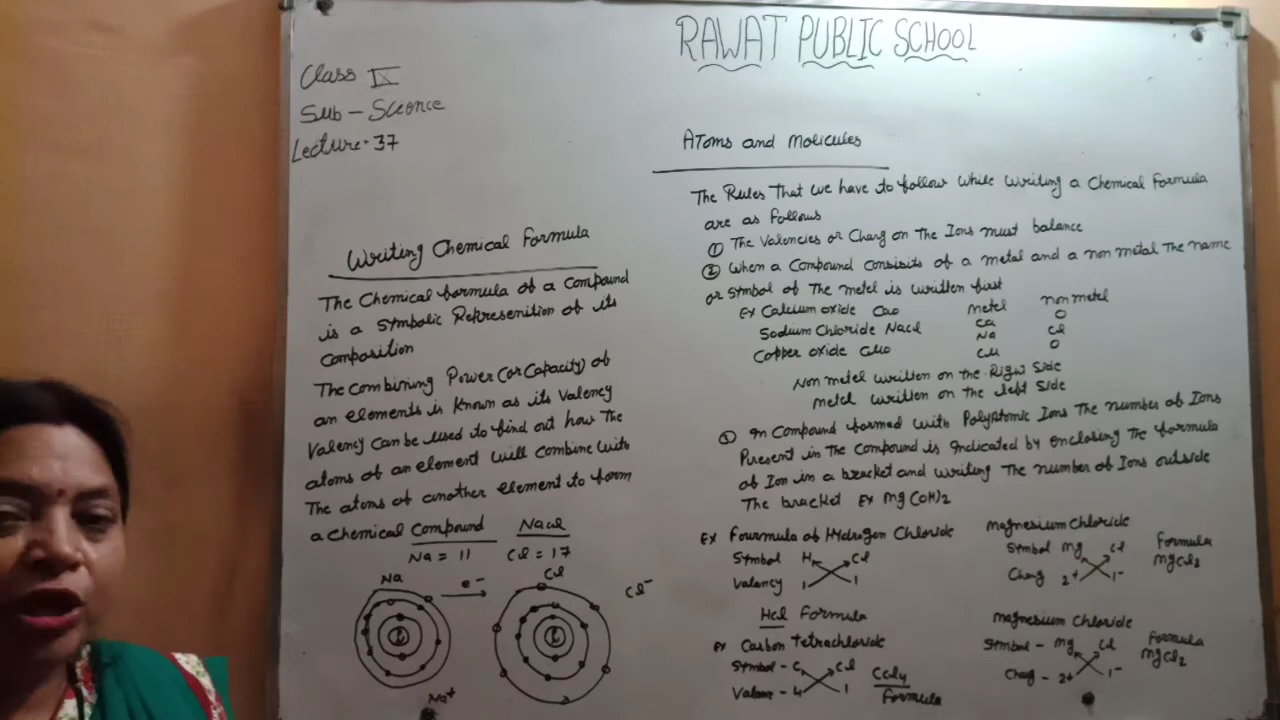 RAWAT PUBLIC SCHOOL
Class IX
Sub - Science
Lecture - 37
Writing Chemical Formula
The Chemical formula of a Compound
is a Symbolic Represenition of its
Composition
The Combining Power (or Capacity) of
an elements is known as its Valency
Valency can be used to find out how The
atoms of an element will combine with
The atoms of another element to form
a Chemical Compound
NaCl
Na = 11
Cl = 17
Na
e-
Cl
Cl-
Na+
Atoms and Molicules
The Rules That we have to follow while writing a Chemical Formula
are as follows
① The Valencies or Charg on The Ions must balance
② When a Compound Consisits of a metal and a non metal The name
or Symbol of The metel is written first
Ex Calcium oxide CaO
Sodium Chloride NaCl
Copper oxide CuO
metel
Ca
Na
Cu
non metel
O
Cl
O
Non metel written on the Right Side
metel written on the left Side
③ In Compound formed with PolyAtomic Ions The number of Ions
Present in The Compound is Indicated by enclosing The formula
of Ion in a bracket and writing The number of Ions outside
The bracket Ex Mg(OH)2
Ex Fourmula of Hydrogen Chloride
Symbol H Cl
Valency 1 1
HCl Formula
Magnesium Chloride
Symbol Mg Cl
Charg 2+ 1-
Formula
MgCl2
Ex Carbon Tetrachloride
Symbol - C Cl
4 1
CCl4
Formula
Magnesium Chloride
Symbol - Mg Cl
Charg - 2+ 1-
Formula
MgCl2